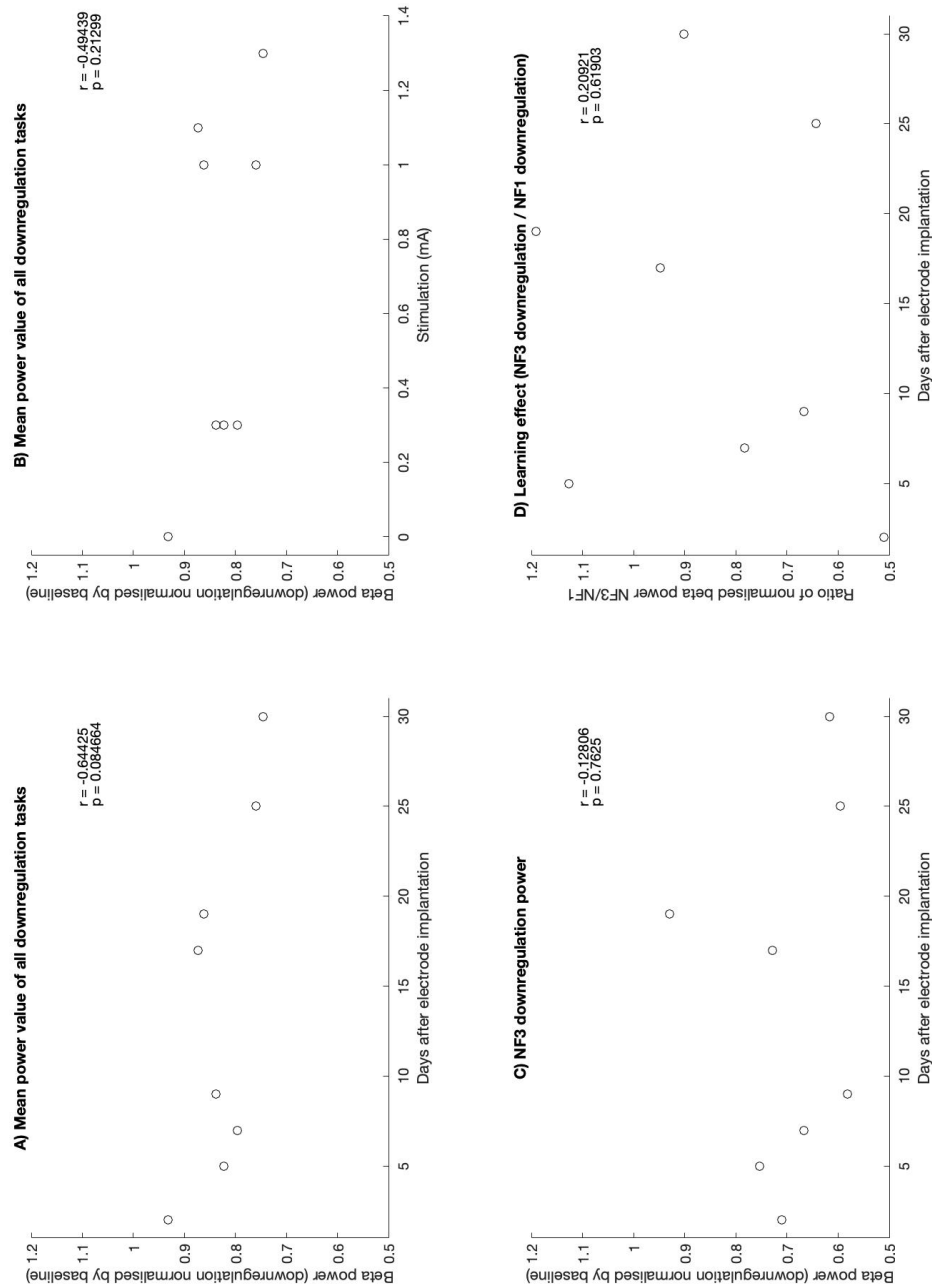 A) Mean power value of all downregulation tasks
r = -0.64425
p = 0.084664
Beta power (downregulation normalised by baseline)
1.2
1.1
1
0.9
0.8
0.7
0.6
0.5
5
10
15
20
25
30
Days after electrode implantation
B) Mean power value of all downregulation tasks
r = -0.49439
p = 0.21299
Beta power (downregulation normalised by baseline)
1.2
1.1
1
0.9
0.8
0.7
0.6
0.5
0
0.2
0.4
0.6
0.8
1
1.2
1.4
Stimulation (mA)
C) NF3 downregulation power
r = -0.12806
p = 0.7625
Beta power (downregulation normalised by baseline)
1.2
1.1
1
0.9
0.8
0.7
0.6
0.5
5
10
15
20
25
30
Days after electrode implantation
D) Learning effect (NF3 downregulation / NF1 downregulation)
r = 0.20921
p = 0.61903
Ratio of normalised beta power NF3/NF1
1.2
1.1
1
0.9
0.8
0.7
0.6
0.5
5
10
15
20
25
30
Days after electrode implantation